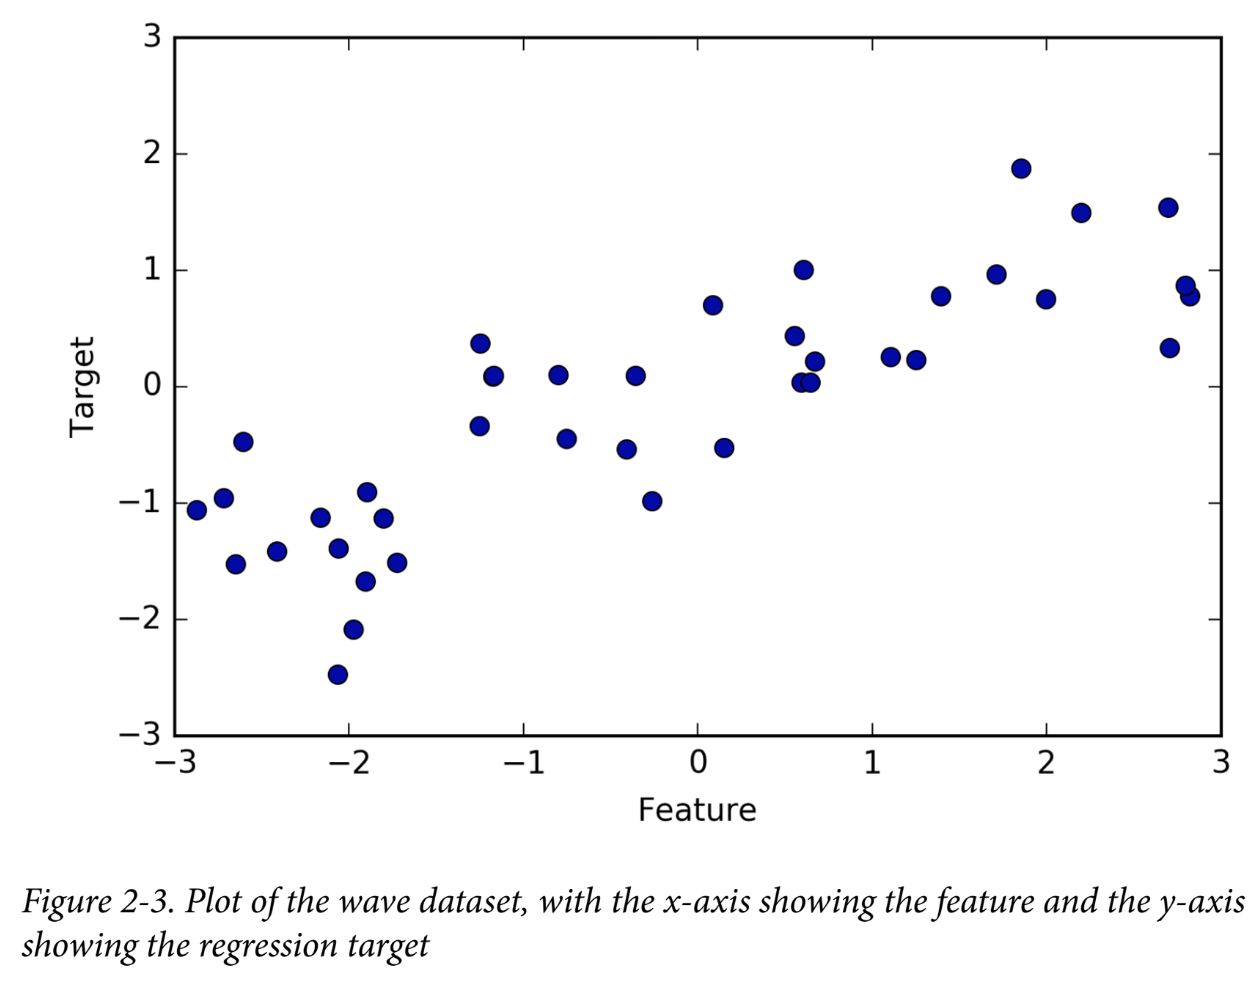 3
2
1
0
−1
−2
−3
Target
−3 −2 −1 0 1 2 3
Feature
Figure 2-3. Plot of the wave dataset, with the x-axis showing the feature and the y-axis
showing the regression target